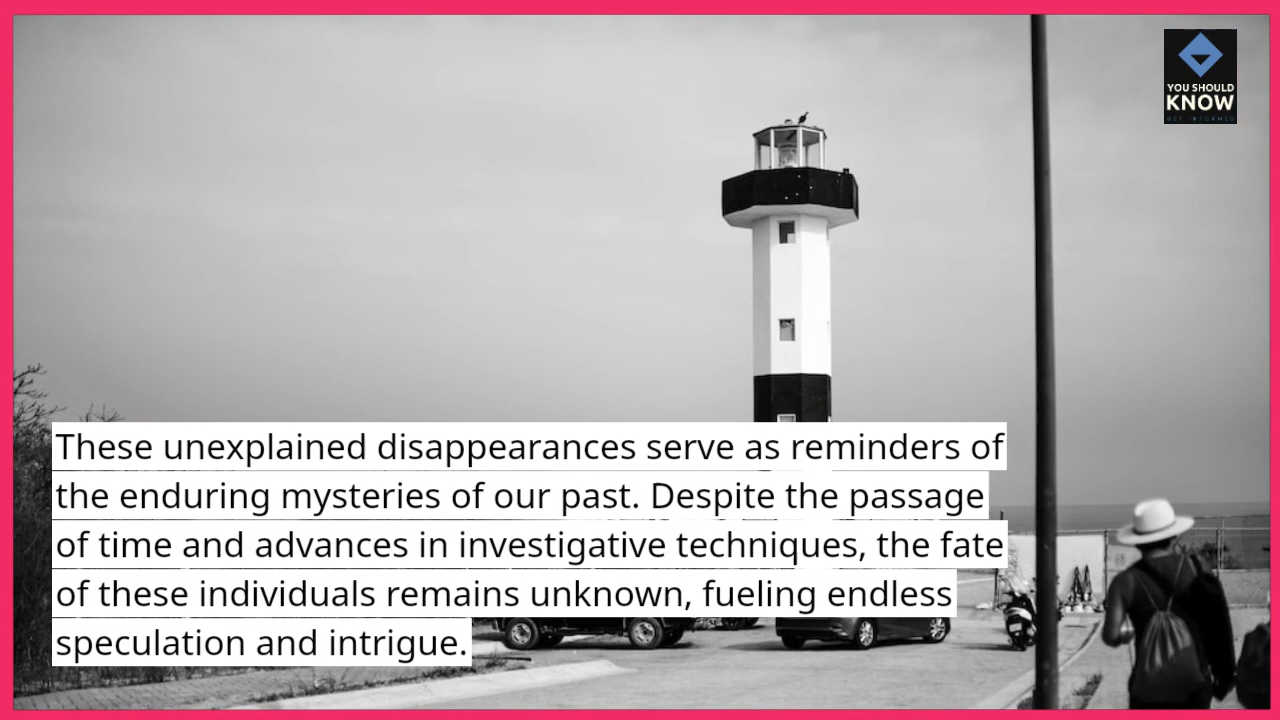 YOU SHOULD
KNOW
GET INFORMED
These unexplained disappearances serve as reminders of
the enduring mysteries of our past. Despite the passage
of time and advances in investigative techniques, the fate
of these individuals remains unknown, fueling endless
speculation and intrigue.